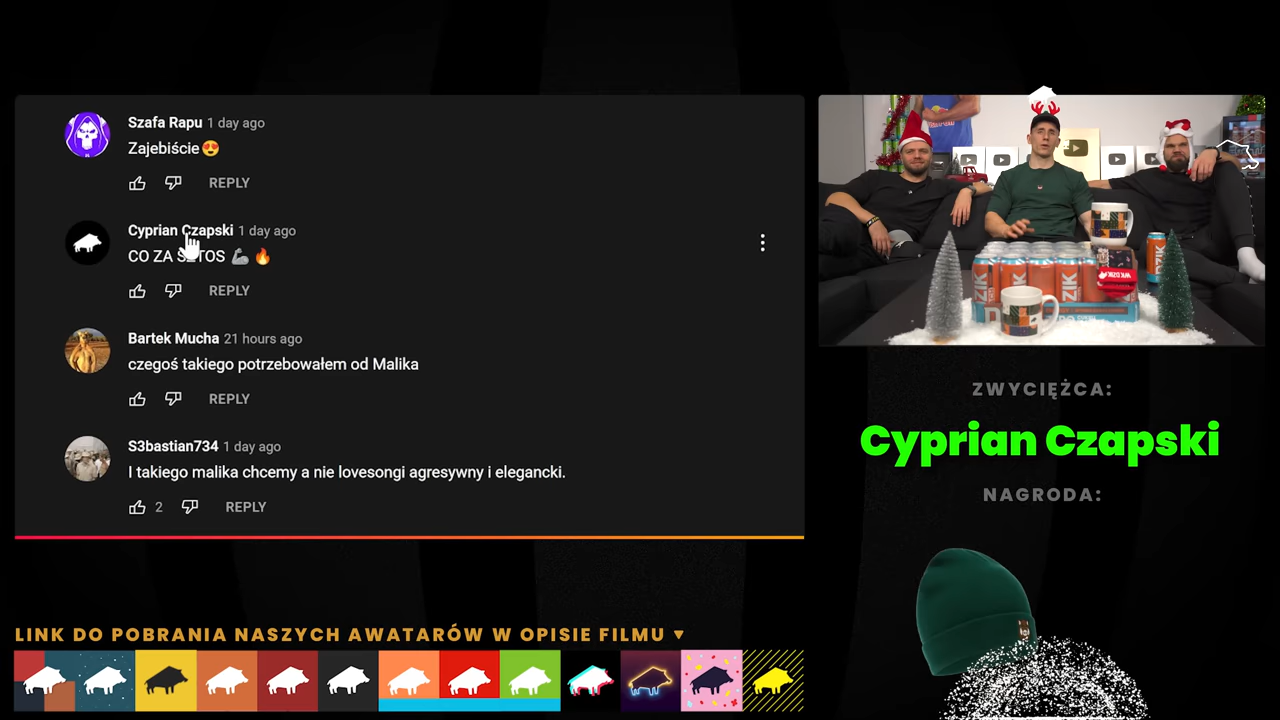 Szafa Rapu 1 day ago
Zajebiście😍
REPLY
Cyprian Czapski 1 day ago
CO ZA 💪🔥
REPLY
Bartek Mucha 21 hours ago
czegoś takiego potrzebowałem od Malika
REPLY
S3bastian734 1 day ago
I takiego malika chcemy a nie lovesongi agresywny i elegancki.
2 REPLY
ZWYCIĘŻCA:
Cyprian Czapski
NAGRODA:
LINK DO POBRANIA NASZYCH AWATARÓW W OPISIE FILMU ▼